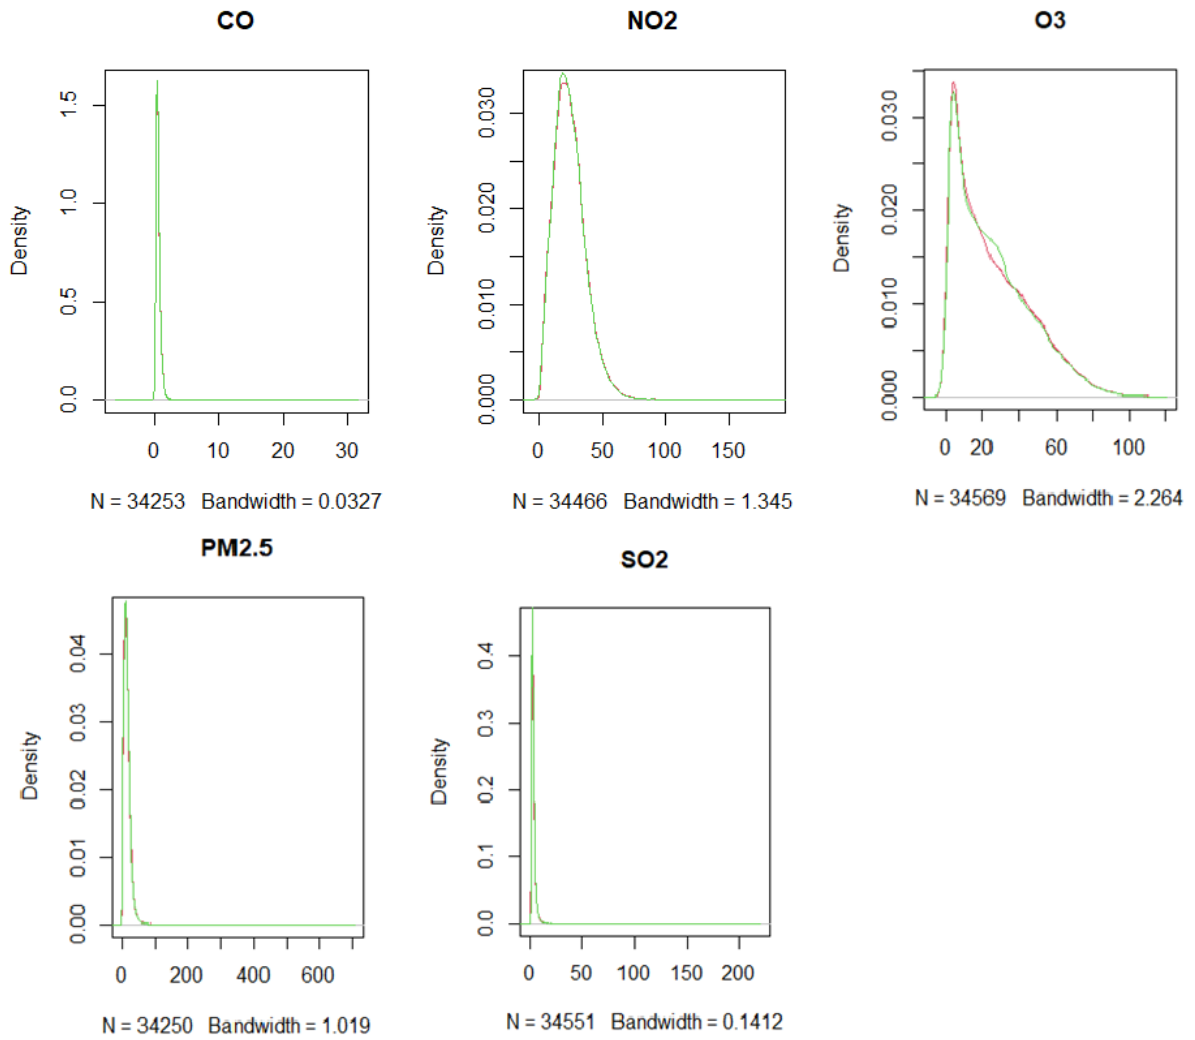 CO
NO2
O3
Density
0.0 0.5 1.0 1.5
0 10 20 30
N = 34253 Bandwidth = 0.0327
Density
0.000 0.010 0.020 0.030
0 50 100 150
N = 34466 Bandwidth = 1.345
Density
0.000 0.010 0.020 0.030
0 20 60 100
N = 34569 Bandwidth = 2.264
PM2.5
SO2
Density
0.00 0.01 0.02 0.03 0.04
0 200 400 600
N = 34250 Bandwidth = 1.019
Density
0.0 0.1 0.2 0.3 0.4
0 50 100 150 200
N = 34551 Bandwidth = 0.1412